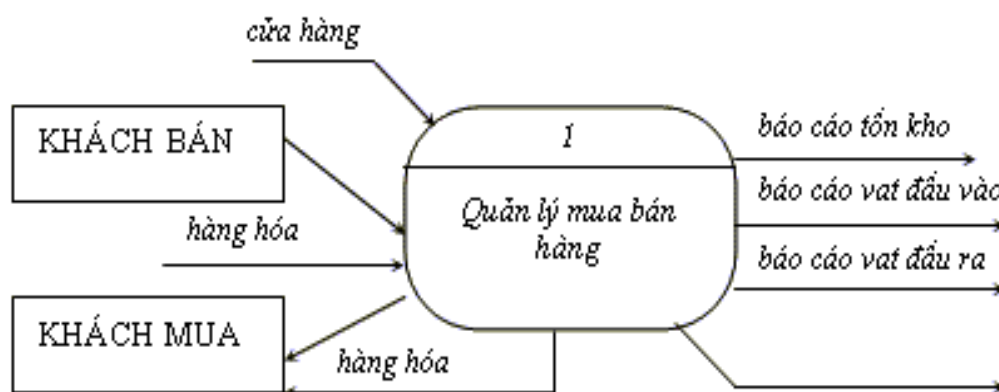 cửa hàng
KHÁCH BÁN
1
báo cáo tồn kho
báo cáo vat đầu vào
Quản lý mua bán
hàng
hàng hóa
báo cáo vat đầu ra
KHÁCH MUA
hàng hóa